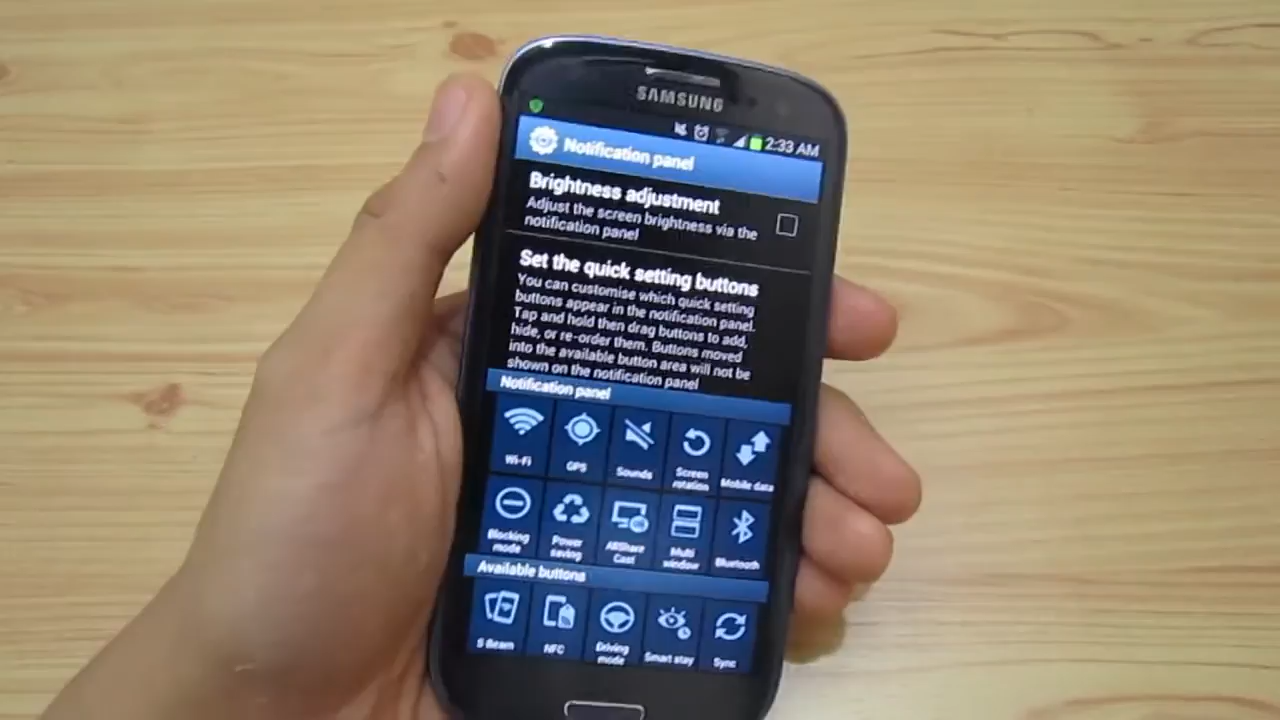 SAMSUNG
2:33 AM
Notification panel
Brightness adjustment
Adjust the screen brightness via the
notification panel
Set the quick setting buttons
You can customise which quick setting
buttons appear in the notification panel.
Tap and hold then drag buttons to add,
hide, or re-order them. Buttons moved
into the available button area will not be
shown on the notification panel
Notification panel
Wi-Fi
GPS
Sounds
Screen
rotation
Mobile data
Blocking
mode
Power
saving
AllShare
Cast
Multi
window
Bluetooth
Available buttons
S Beam
NFC
Driving
mode
Smart stay
Sync